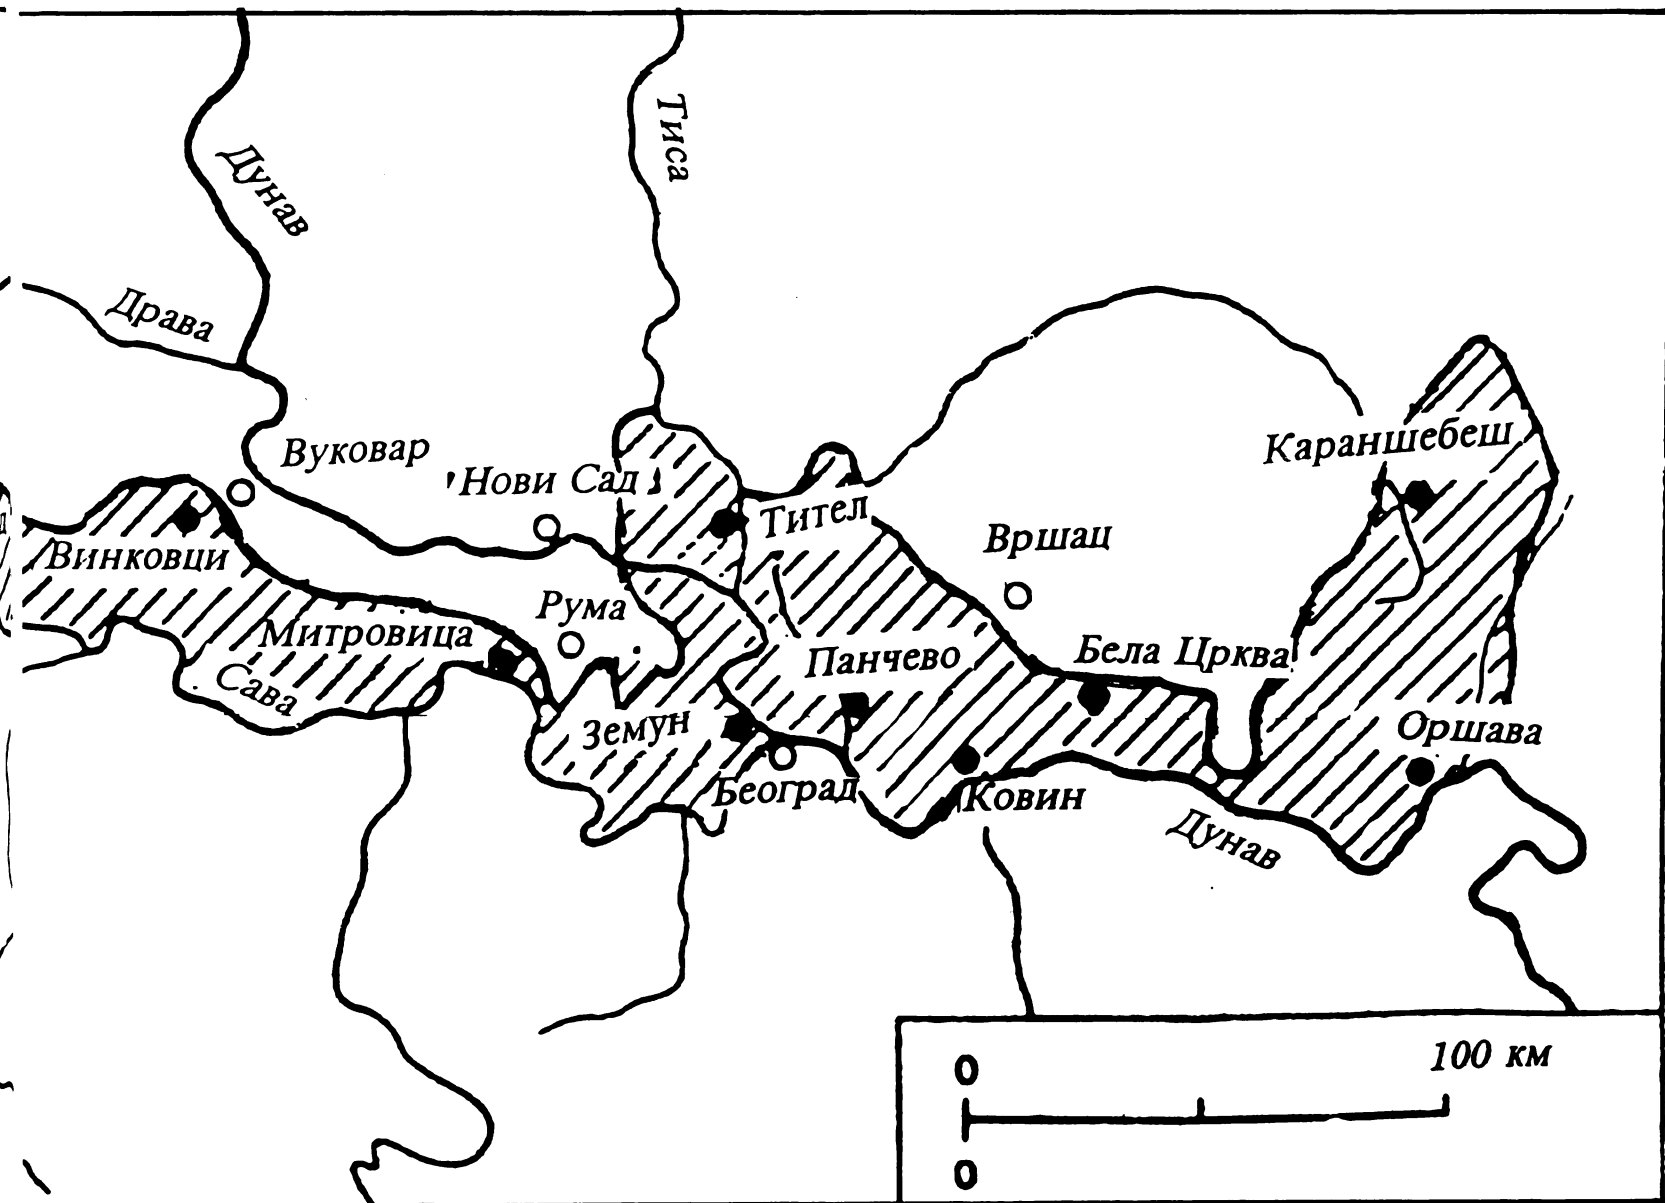 Тиса
Дунав
Драва
Вуковар
Нови Сад
Караншебеш
Тител
Вршац
Винковци
Рума
Митровица
Панчево
Бела Црква
Сава
Земун
Оршава
Београд
Ковин
Дунав
0
100 км
0